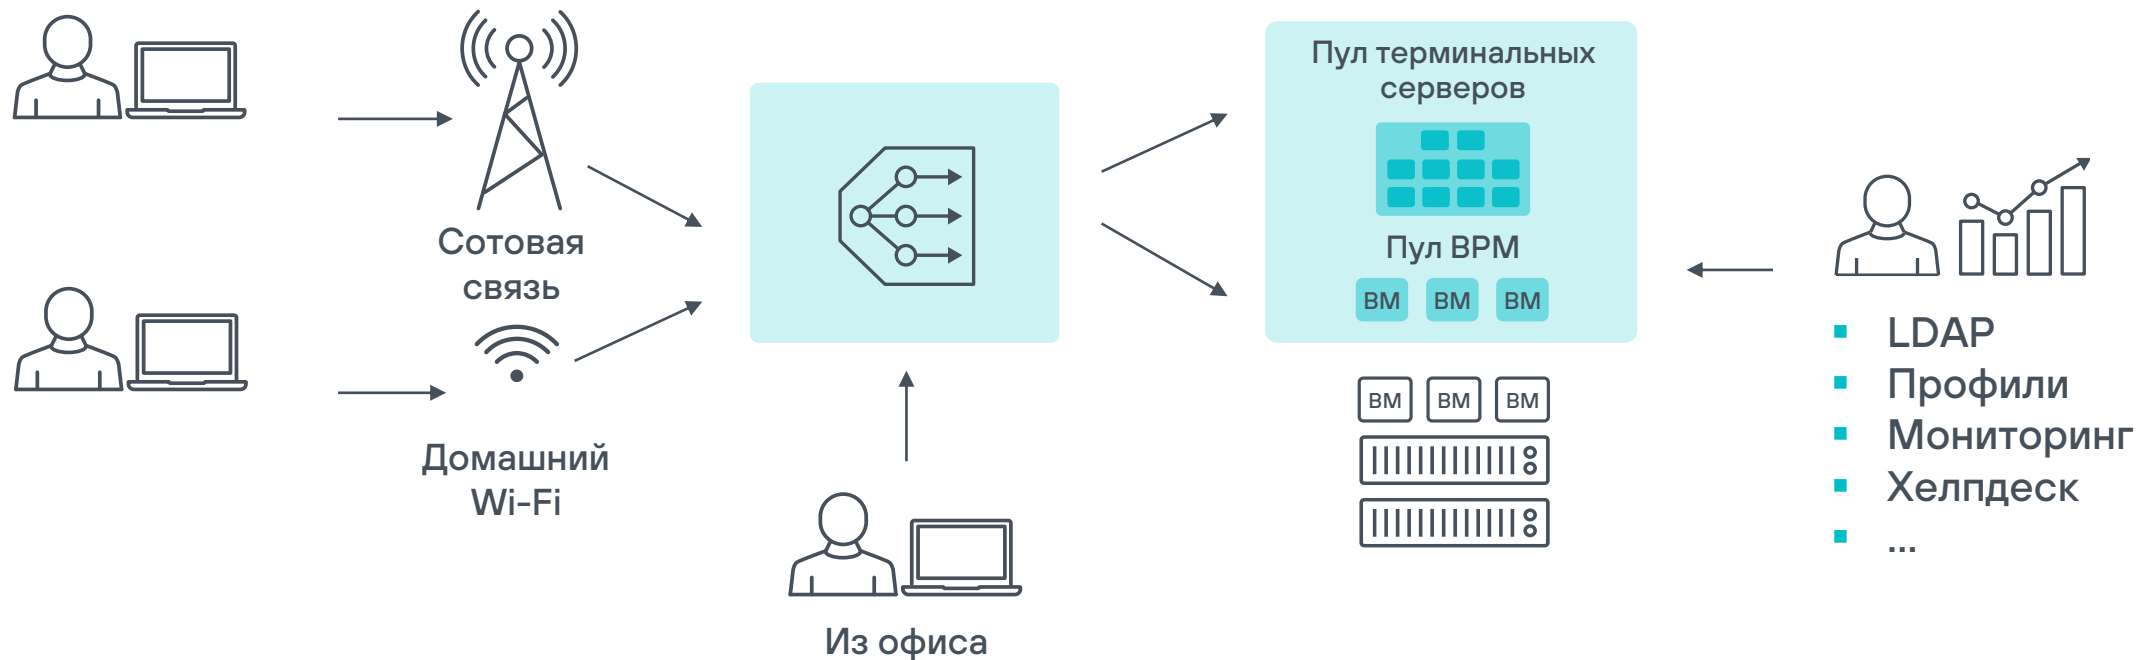 Сотовая
связь
Домашний
Wi-Fi
Из офиса
Пул терминальных
серверов
Пул ВРМ
ВМ ВМ ВМ
ВМ ВМ ВМ
LDAP
Профили
Мониторинг
Хелпдеск
...